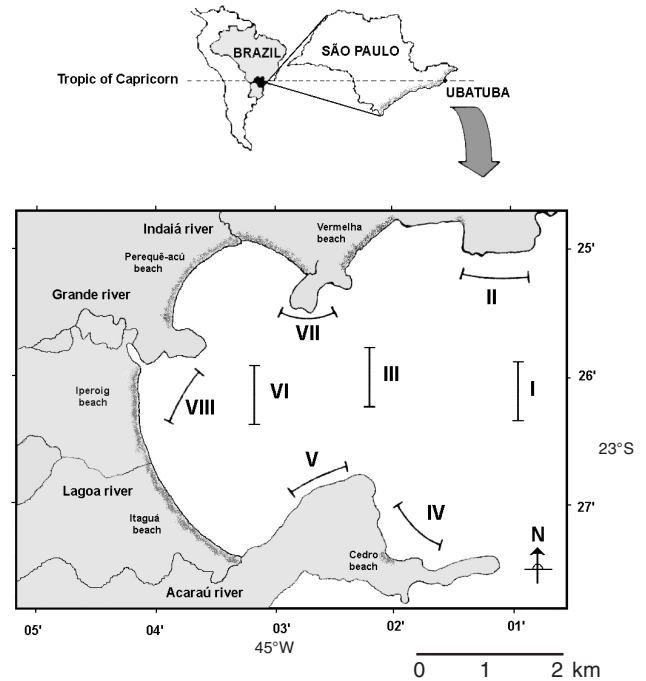 BRAZIL
SÃO PAULO
Tropic of Capricorn
UBATUBA
Indaiá river
Vermelha
beach
25'
Perequê-açú
beach
Grande river
II
VII
26'
III
VI
I
Iperoig
beach
VIII
23°S
V
Lagoa river
27'
IV
Itaguá
beach
N
Cedro
beach
Acaraú river
05'
04'
03'
02'
01'
45°W
0
1
2 km